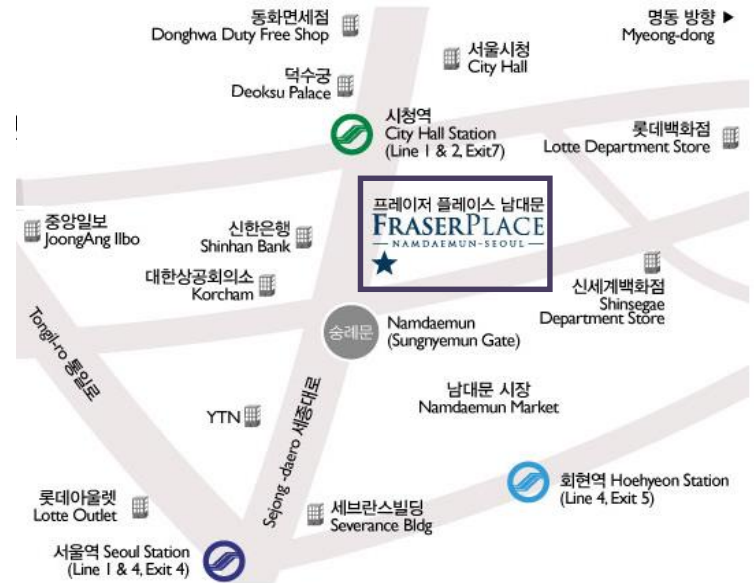 동화면세점
Donghwa Duty Free Shop
명동 방향 ▶
Myeong-dong
서울시청
City Hall
덕수궁
Deoksu Palace
시청역
City Hall Station
(Line 1 & 2, Exit7)
롯데백화점
Lotte Department Store
프레이저 플레이스 남대문
FRASER PLACE
NAMDAEMUN-SEOUL
중앙일보
JoongAng Ilbo
신한은행
Shinhan Bank
대한상공회의소
Korcham
신세계백화점
Shinsegae
Department Store
숭례문
Namdaemun
(Sungnyemun Gate)
Tongil-ro 통일로
남대문 시장
Namdaemun Market
YTN
Sejong -daero 세종대로
회현역 Hoehyeon Station
(Line 4, Exit 5)
롯데아울렛
Lotte Outlet
세브란스빌딩
Severance Bldg
서울역 Seoul Station
(Line 1 & 4, Exit 4)